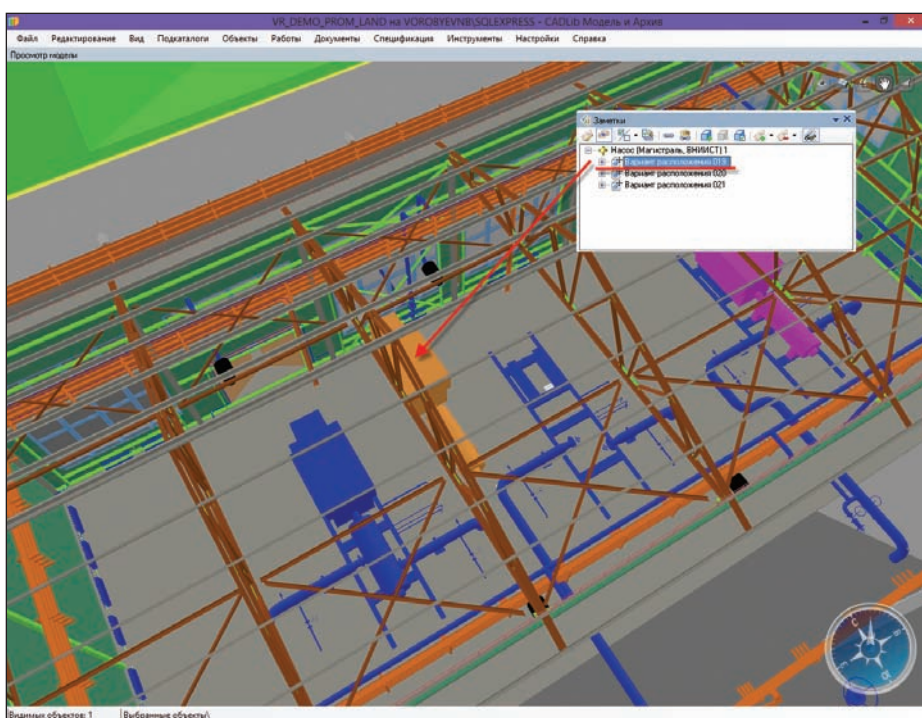 VR_DEMO_PROM_LAND на VOROBYEVNB\SQLEXPRESS - CADLib Модель и Архив
Файл Редактирование Вид Подкаталоги Объекты Работы Документы Спецификация Инструменты Настройки Справка
Просмотр модели
Заметки
Насос (Магистраль, ВНИИСТ) 1
Вариант расположения 019
Вариант расположения 020
Вариант расположения 021
С
Видимых объектов: 1 Выбранные объекты\